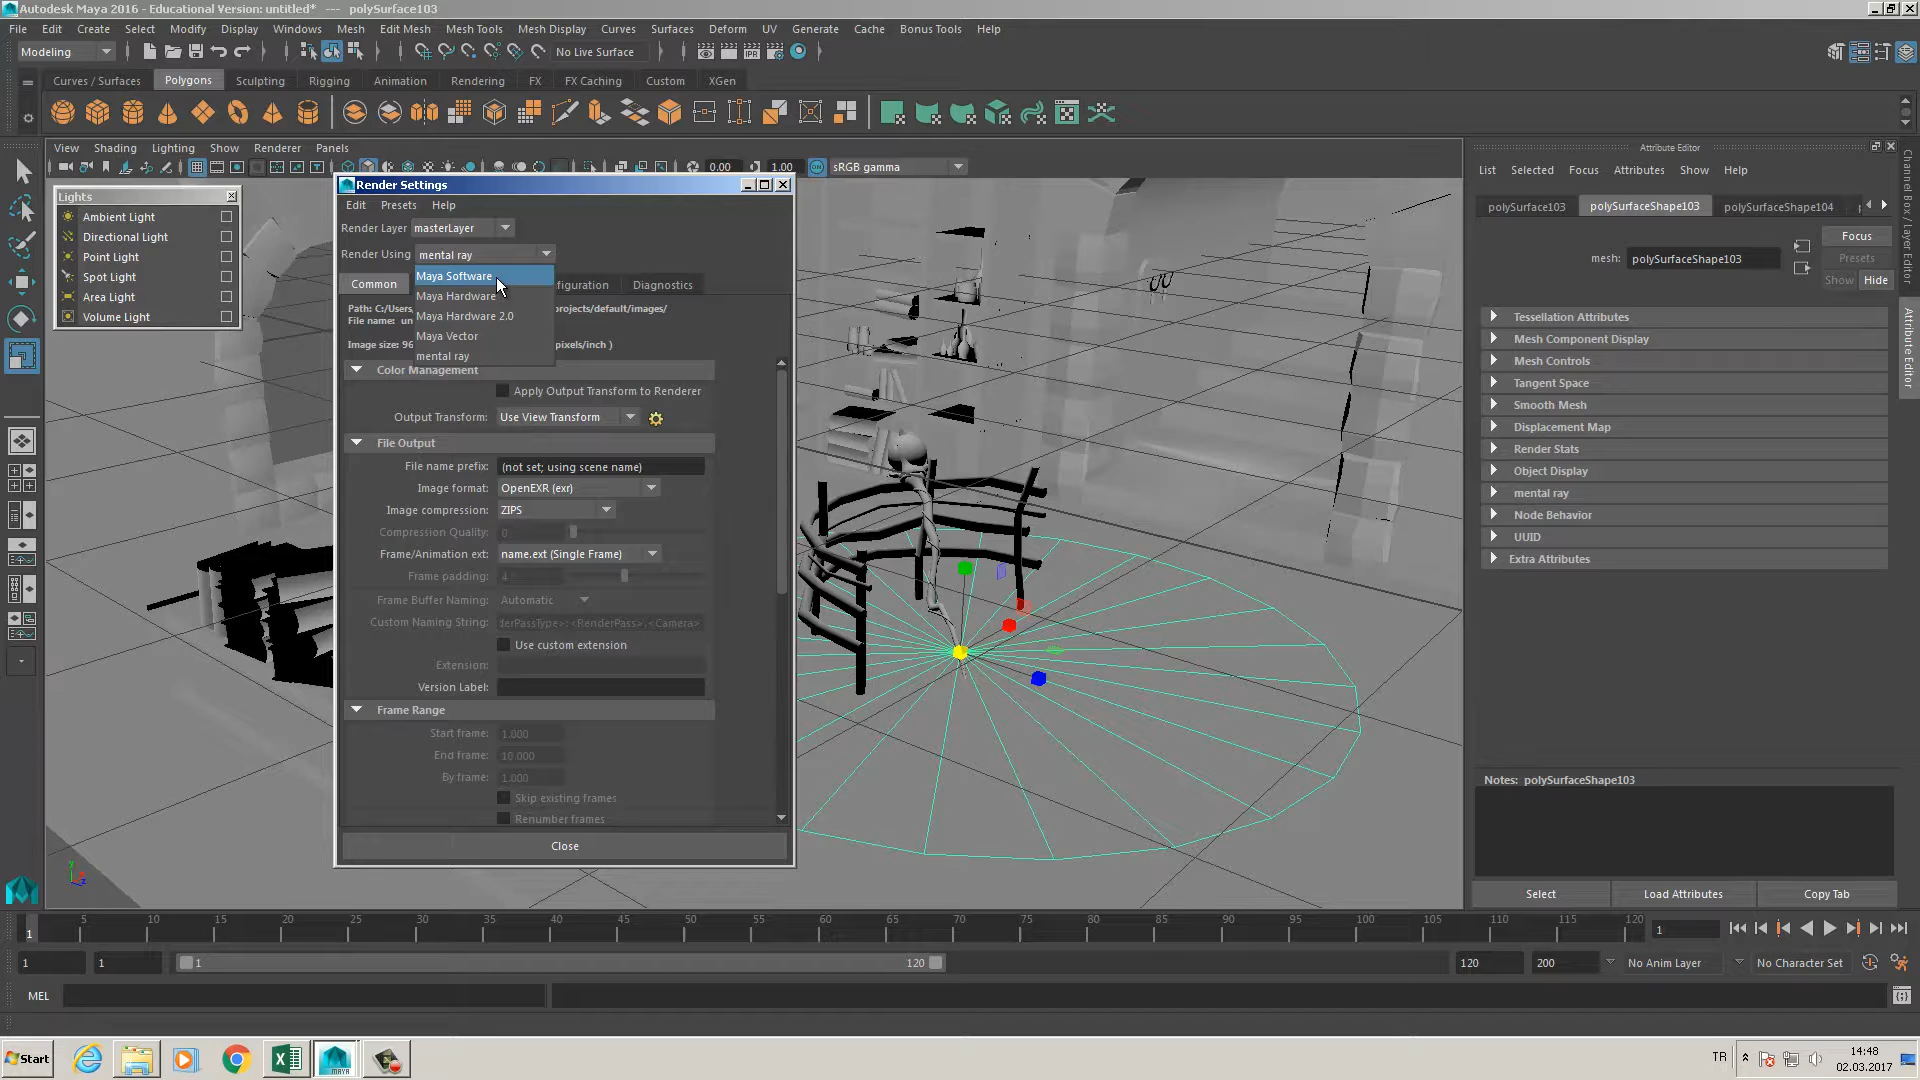 Autodesk Maya 2016 - Educational Version: untitled* --- polySurface103
File Edit Create Select Modify Display Windows Mesh Edit Mesh Mesh Tools Mesh Display Curves Surfaces Deform UV Generate Cache Bonus Tools Help
Modeling No Live Surface IPR
Curves / Surfaces Polygons Sculpting Rigging Animation Rendering FX FX Caching Custom XGen
View Shading Lighting Show Renderer Panels
0.00 1.00 sRGB gamma
Lights
Ambient Light
Directional Light
Point Light
Spot Light
Area Light
Volume Light
Render Settings
Edit Presets Help
Render Layer masterLayer
Render Using mental ray
Maya Software
Maya Hardware
Maya Hardware 2.0
Maya Vector
mental ray
Common figuration Diagnostics
Path: C:/Users, projects/default/images/
File name: un
Image size: 96 pixels/inch )
Color Management
Apply Output Transform to Renderer
Output Transform: Use View Transform
File Output
File name prefix: (not set; using scene name)
Image format: OpenEXR (exr)
Image compression: ZIPS
Compression Quality: 0
Frame/Animation ext: name.ext (Single Frame)
Frame padding: 4
Frame Buffer Naming: Automatic
Custom Naming String: derPassType>:<RenderPass>.<Camera>
Use custom extension
Extension:
Version Label:
Frame Range
Start frame: 1.000
End frame: 10.000
By frame: 1.000
Skip existing frames
Renumber frames
Close
Attribute Editor
List Selected Focus Attributes Show Help
polySurface103 polySurfaceShape103 polySurfaceShape104
Focus
Presets
Show Hide
mesh: polySurfaceShape103
Tessellation Attributes
Mesh Component Display
Mesh Controls
Tangent Space
Smooth Mesh
Displacement Map
Render Stats
Object Display
mental ray
Node Behavior
UUID
Extra Attributes
Notes: polySurfaceShape103
Select Load Attributes Copy Tab
Channel Box / Layer Editor
Attribute Editor
5 10 15 20 25 30 35 40 45 50 55 60 65 70 75 80 85 90 95 100 105 110 115 120
1 1
1 1 1 120 120 200 No Anim Layer No Character Set
MEL
Start MAYA TR 14:48
02.03.2017